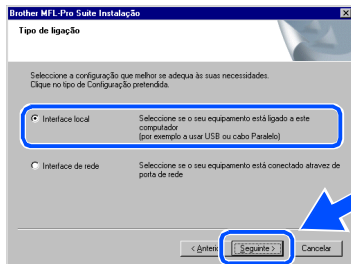 Brother MFL-Pro Suite Instalação
Tipo de ligação
Seleccione a configuração que melhor se adequa às suas necessidades.
Clique no tipo de Configuração pretendida.
Interface local
Seleccione se o seu equipamento está ligado a este
computador
(por exemplo a usar USB ou cabo Paralelo)
Interface de rede
Seleccione se o seu equipamento está conectado atravez de
porta de rede
< Anterio
Seguinte >
Cancelar